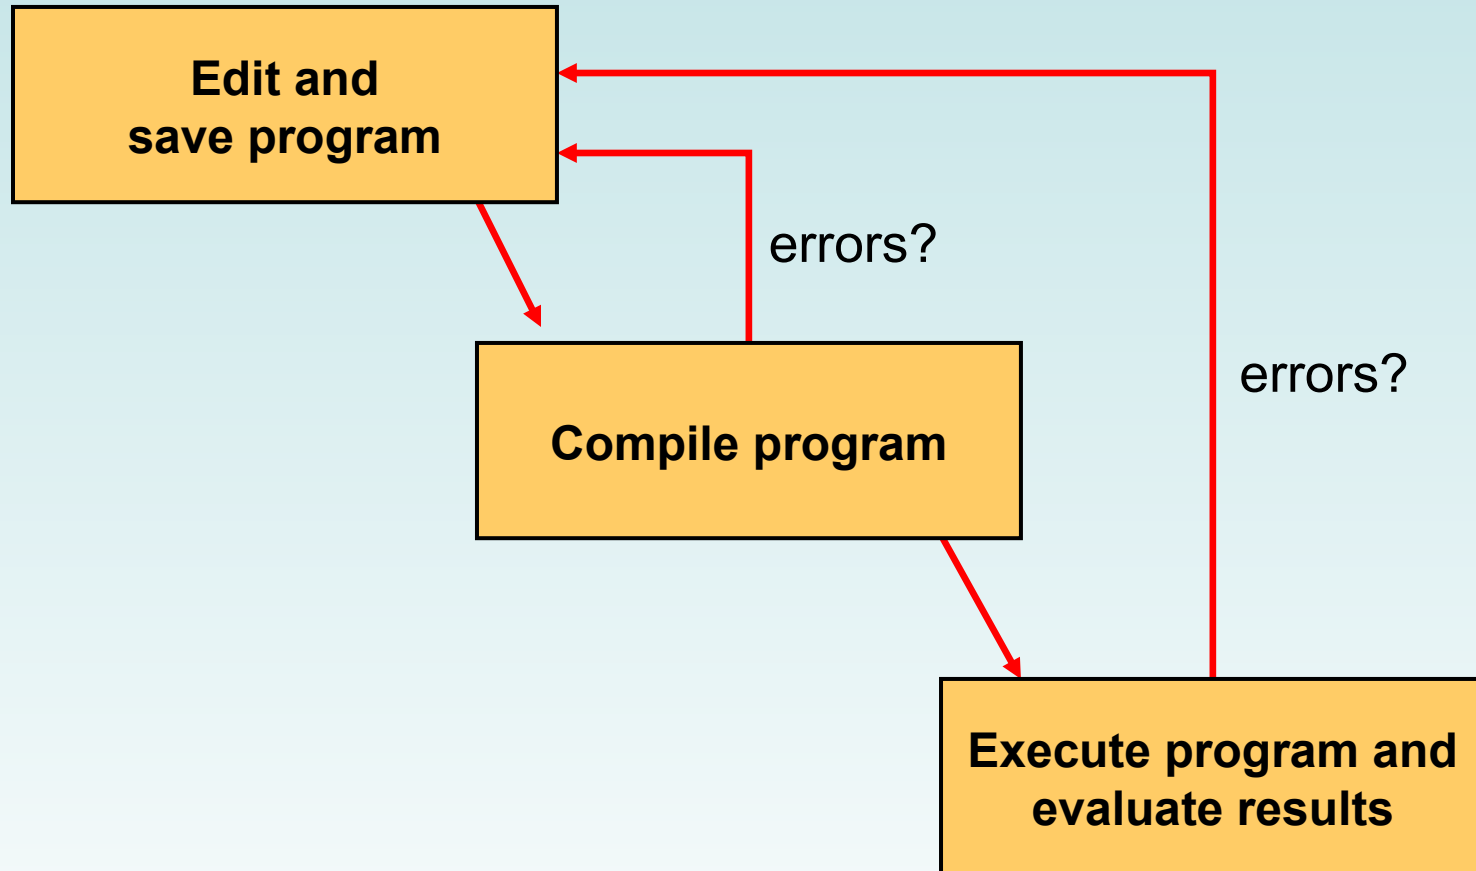 Edit and
save program
errors?
errors?
Compile program
Execute program and
evaluate results